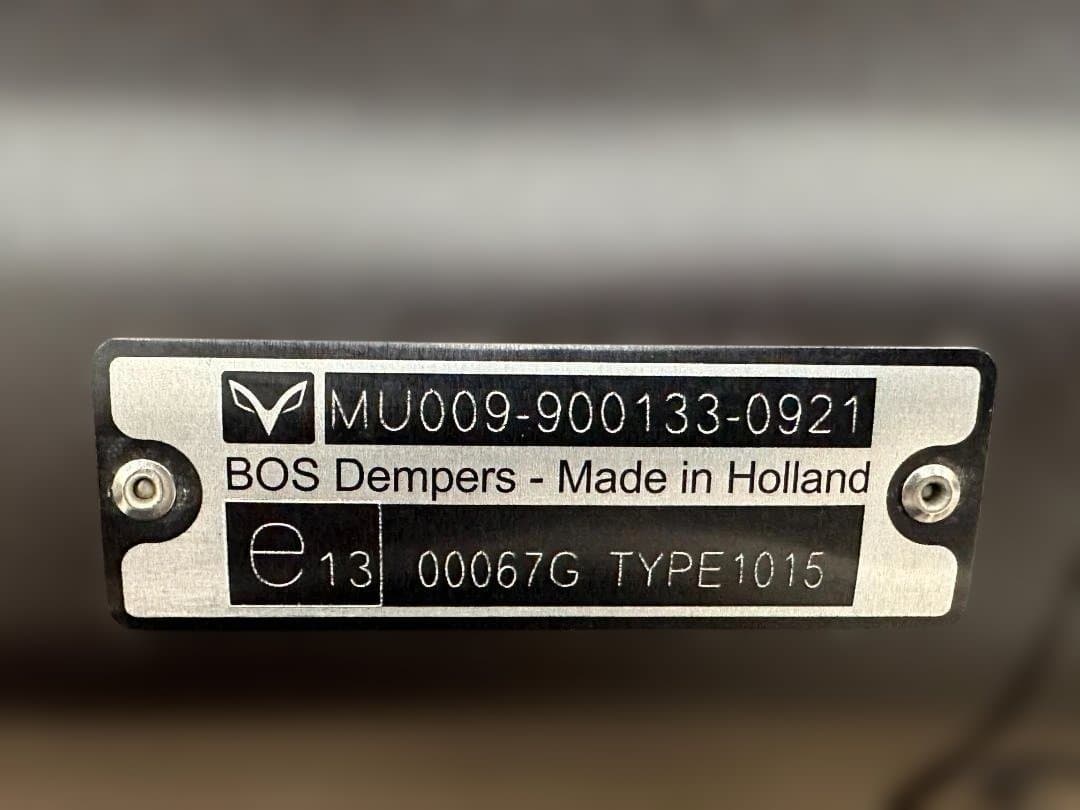 MU009-900133-0921
BOS Dempers - Made in Holland
e13 00067G TYPE1015